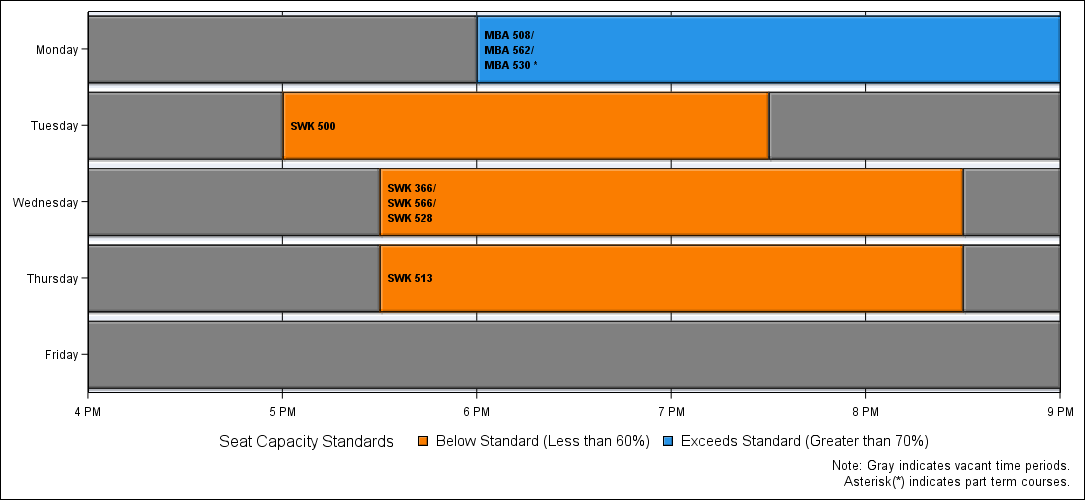 Monday
MBA 508/
MBA 562/
MBA 530 *
Tuesday
SWK 500
Wednesday
SWK 366/
SWK 566/
SWK 528
Thursday
SWK 513
Friday
4 PM 5 PM 6 PM 7 PM 8 PM 9 PM
Seat Capacity Standards Below Standard (Less than 60%) Exceeds Standard (Greater than 70%)
Note: Gray indicates vacant time periods.
Asterisk(*) indicates part term courses.